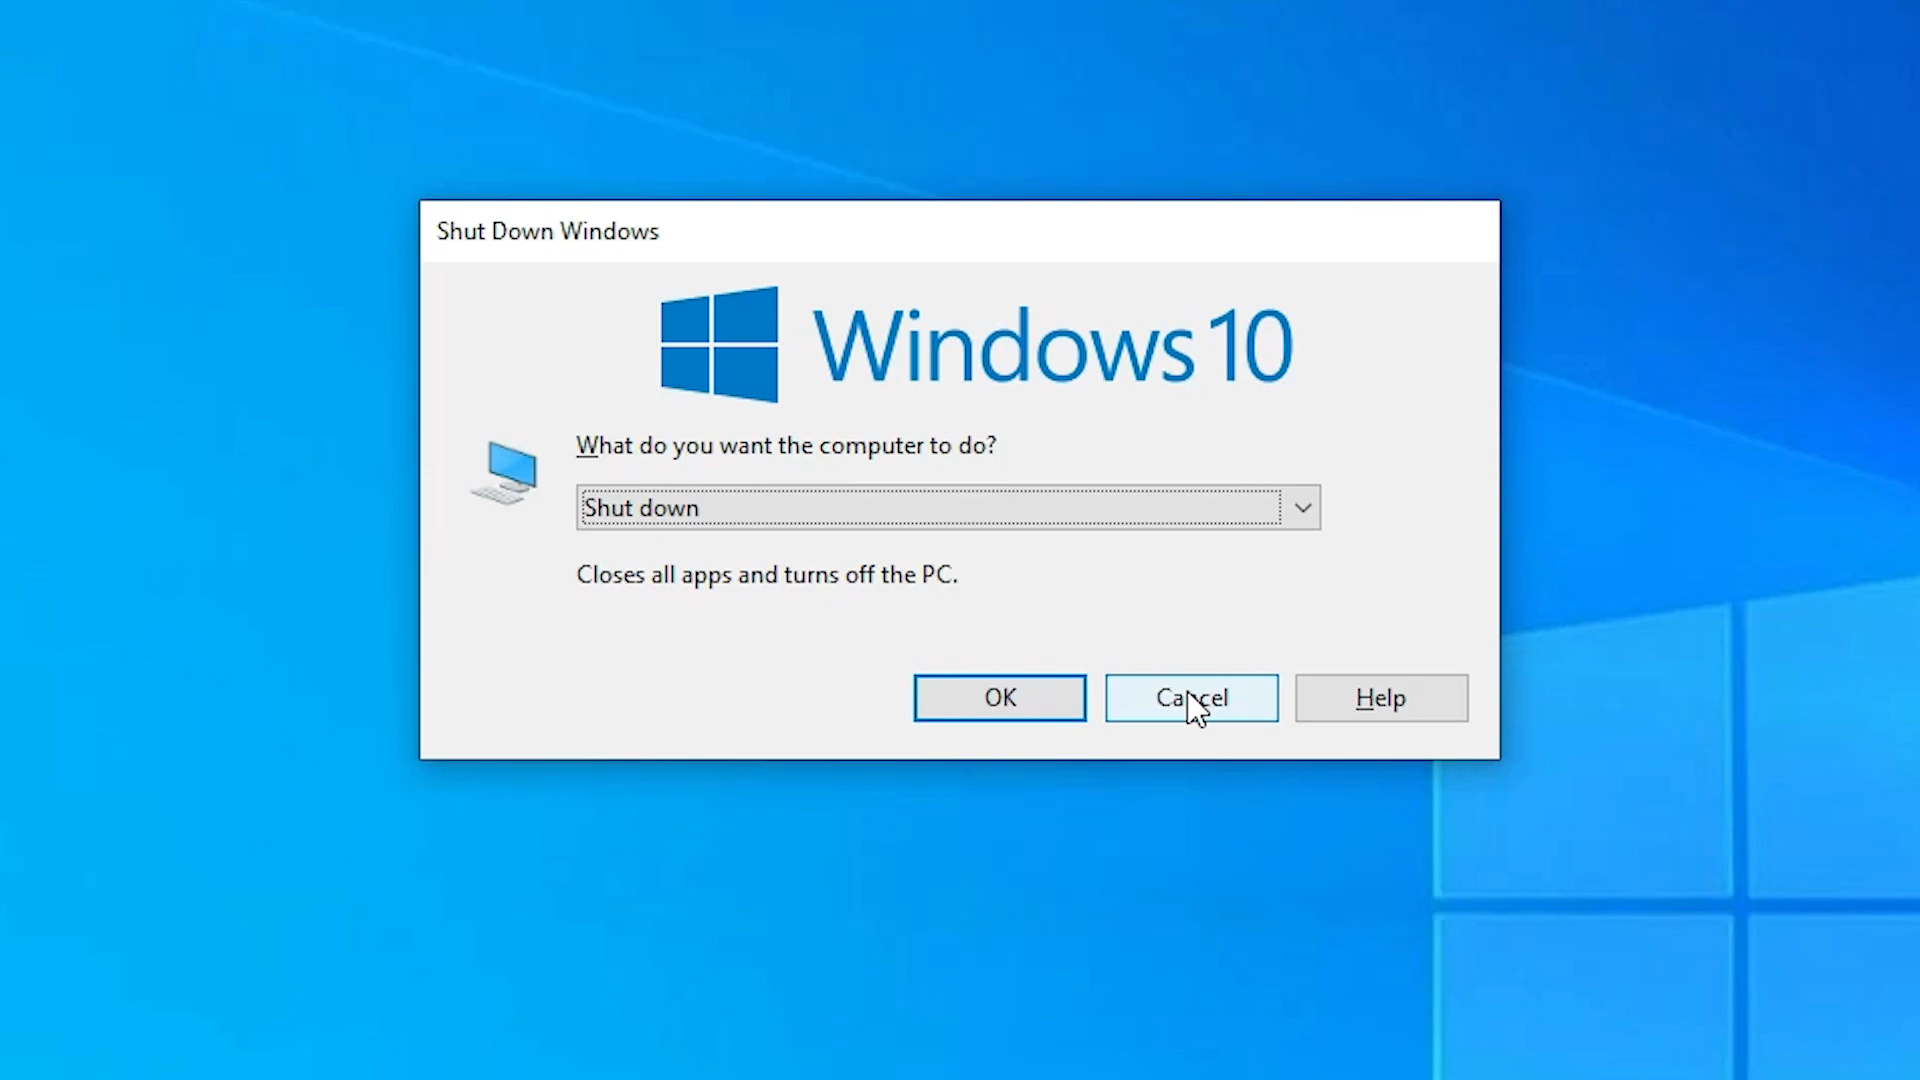 Shut Down Windows
Windows 10
What do you want the computer to do?
Shut down
Closes all apps and turns off the PC.
OK
Cancel
Help